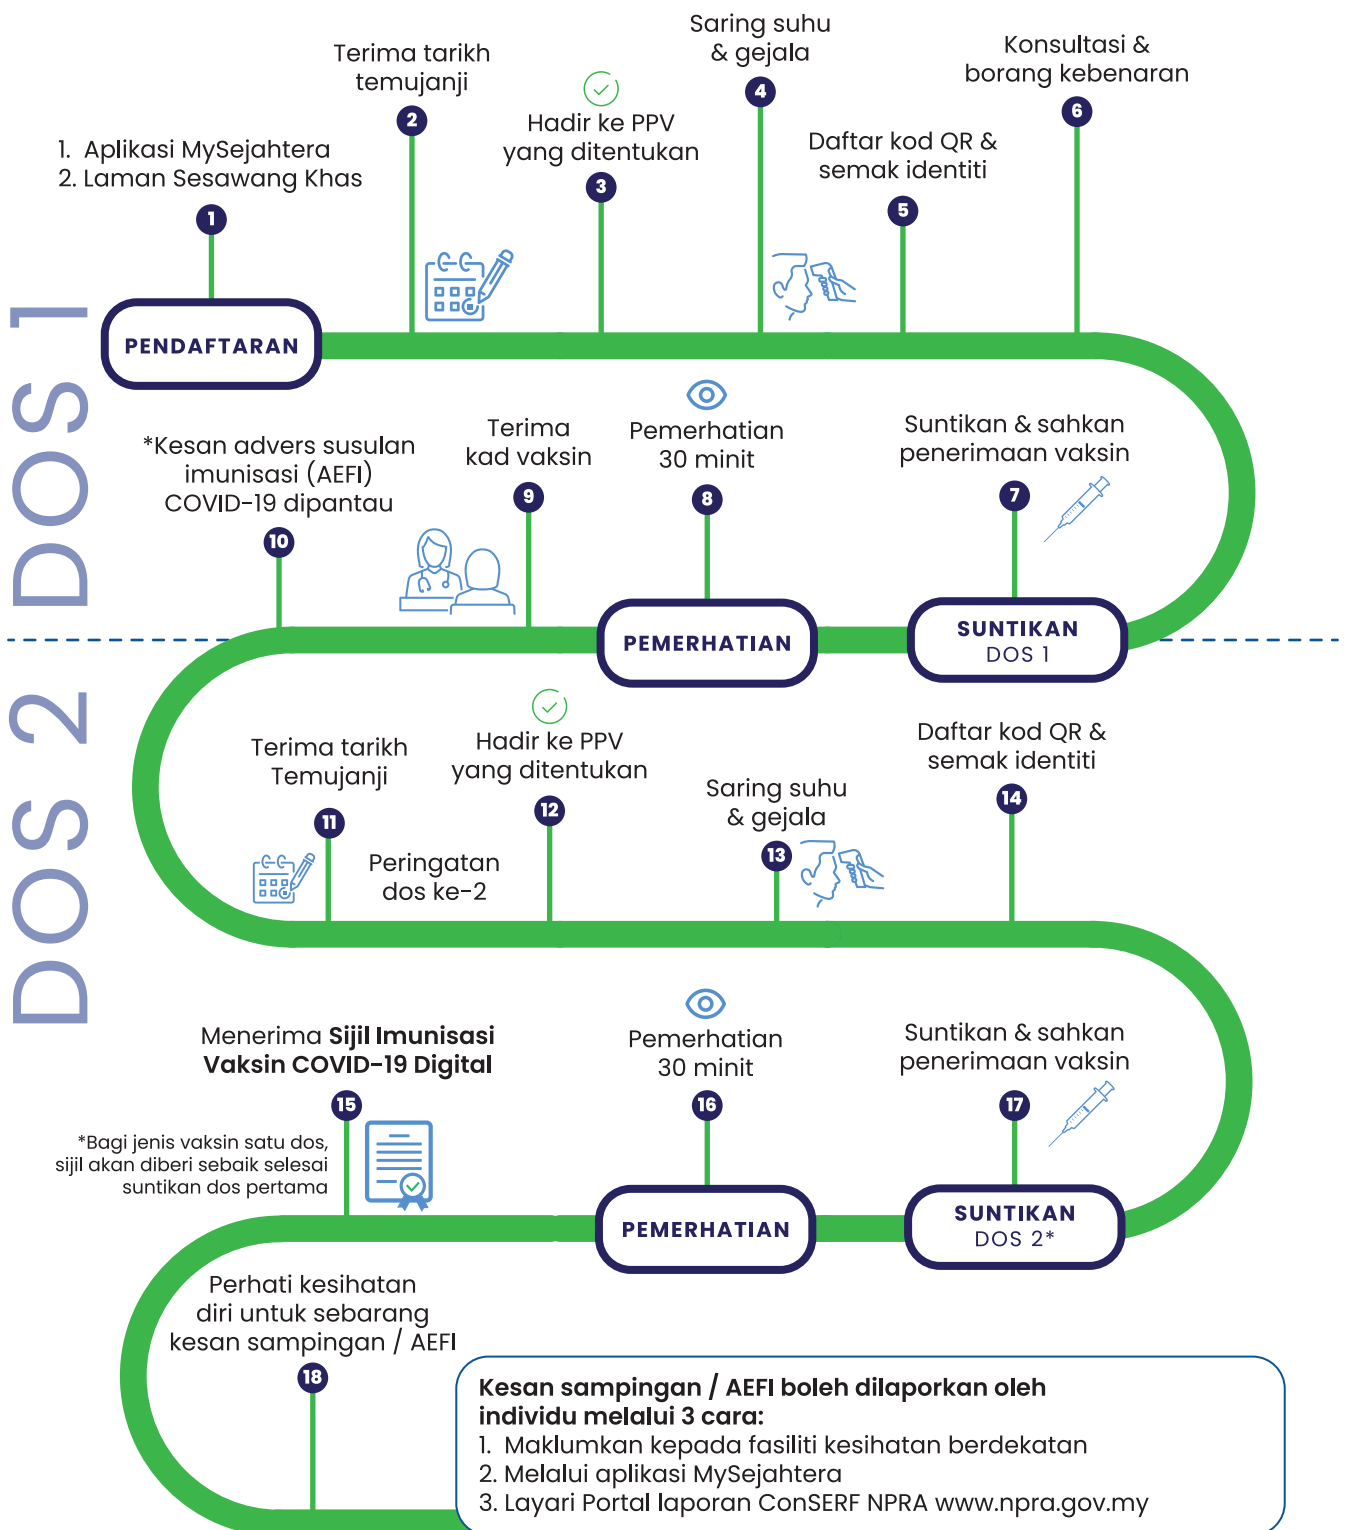 DOS 1
1. Aplikasi MySejahtera
2. Laman Sesawang Khas
1
PENDAFTARAN
Terima tarikh
temujanji
2
Hadir ke PPV
yang ditentukan
3
Saring suhu
& gejala
4
Daftar kod QR &
semak identiti
5
Konsultasi &
borang kebenaran
6
Suntikan & sahkan
penerimaan vaksin
7
SUNTIKAN
DOS 1
Pemerhatian
30 minit
8
PEMERHATIAN
Terima
kad vaksin
9
*Kesan advers susulan
imunisasi (AEFI)
COVID-19 dipantau
10
DOS 2
Terima tarikh
Temujanji
11
Peringatan
dos ke-2
Hadir ke PPV
yang ditentukan
12
Saring suhu
& gejala
13
Daftar kod QR &
semak identiti
14
Menerima Sijil Imunisasi
Vaksin COVID-19 Digital
15
*Bagi jenis vaksin satu dos,
sijil akan diberi sebaik selesai
suntikan dos pertama
Pemerhatian
30 minit
16
PEMERHATIAN
Suntikan & sahkan
penerimaan vaksin
17
SUNTIKAN
DOS 2*
Perhati kesihatan
diri untuk sebarang
kesan sampingan / AEFI
18
Kesan sampingan / AEFI boleh dilaporkan oleh
individu melalui 3 cara:
1. Maklumkan kepada fasiliti kesihatan berdekatan
2. Melalui aplikasi MySejahtera
3. Layari Portal laporan ConSERF NPRA www.npra.gov.my